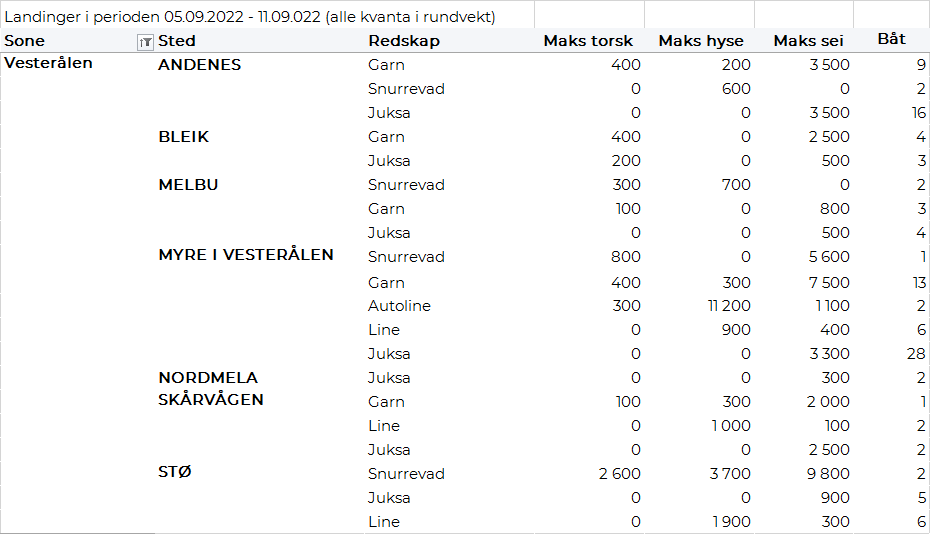 Landinger i perioden 05.09.2022 - 11.09.022 (alle kvanta i rundvekt)
Sone Sted Redskap Maks torsk Maks hyse Maks sei Båt
Vesterålen ANDENES Garn 400 200 3 500 9
Snurrevad 0 600 0 2
Juksa 0 0 3 500 16
BLEIK Garn 400 0 2 500 4
Juksa 200 0 500 3
MELBU Snurrevad 300 700 0 2
Garn 100 0 800 3
Juksa 0 0 500 4
MYRE I VESTERÅLEN Snurrevad 800 0 5 600 1
Garn 400 300 7 500 13
Autoline 300 11 200 1 100 2
Line 0 900 400 6
Juksa 0 0 3 300 28
NORDMELA Juksa 0 0 300 2
SKÅRVÅGEN Garn 100 300 2 000 1
Line 0 1 000 100 2
Juksa 0 0 2 500 2
STØ Snurrevad 2 600 3 700 9 800 2
Juksa 0 0 900 5
Line 0 1 900 300 6